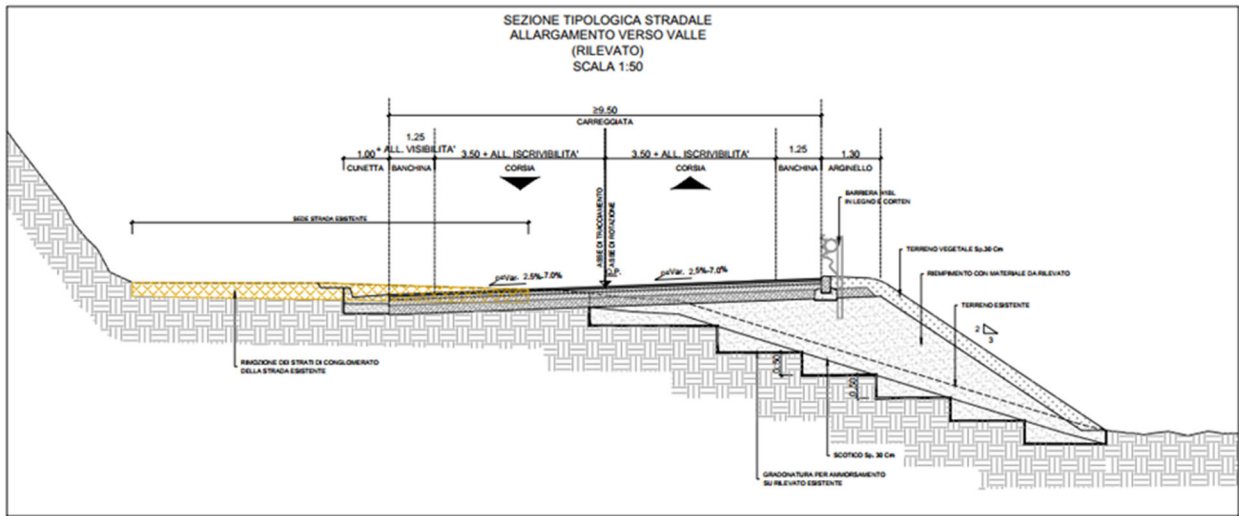 SEZIONE TIPOLOGICA STRADALE
ALLARGAMENTO VERSO VALLE
(RILEVATO)
SCALA 1:50
≥9.50
CARREGGIATA
1.25
+ ALL. VISIBILITA'
1.25
1.00
3.50 + ALL. ISCRIVIBILITA'
3.50 + ALL. ISCRIVIBILITA'
1.30
CUNETTA
BANCHINA
CORSIA
CORSIA
BANCHINA
ARGINELLO
BARRIERA H1BL
IN LEGNO E CORTEN
ASSE DI TRACCIAMENTO
ASSE DI ROTAZIONE
SEDE STRADA ESISTENTE
TERRENO VEGETALE Sp.30 Cm
RIEMPIMENTO CON MATERIALE DA RILEVATO
TERRENO ESISTENTE
p=Var. 2.5%-7.0%
Q.P.
p=Var. 2.5%-7.0%
2
3
RIMOZIONE DEI STRATI DI CONGLOMERATO
DELLA STRADA ESISTENTE
0.50
0.50
SCOTICO Sp. 30 Cm
GRADONATURA PER AMMORSAMENTO
SU RILEVATO ESISTENTE